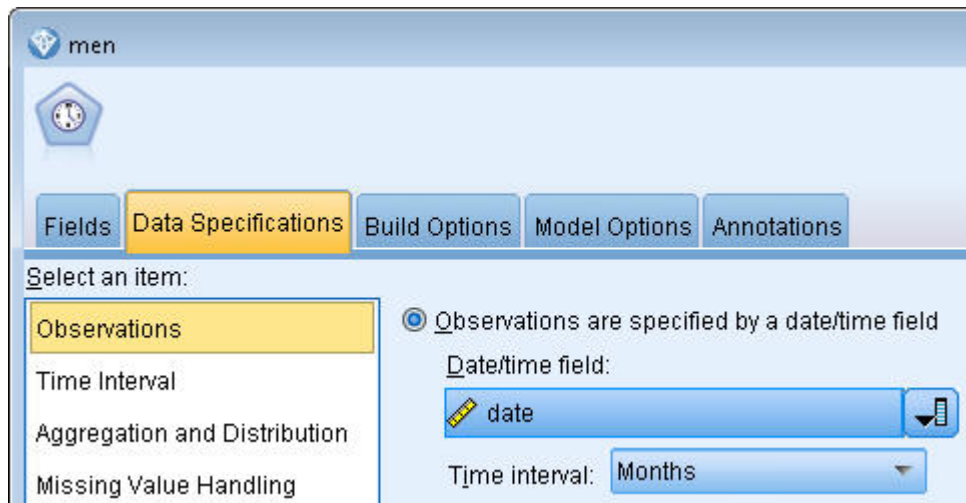 men
Fields Data Specifications Build Options Model Options Annotations
Select an item:
Observations
Time Interval
Aggregation and Distribution
Missing Value Handling
Observations are specified by a date/time field
Date/time field:
date
Time interval: Months